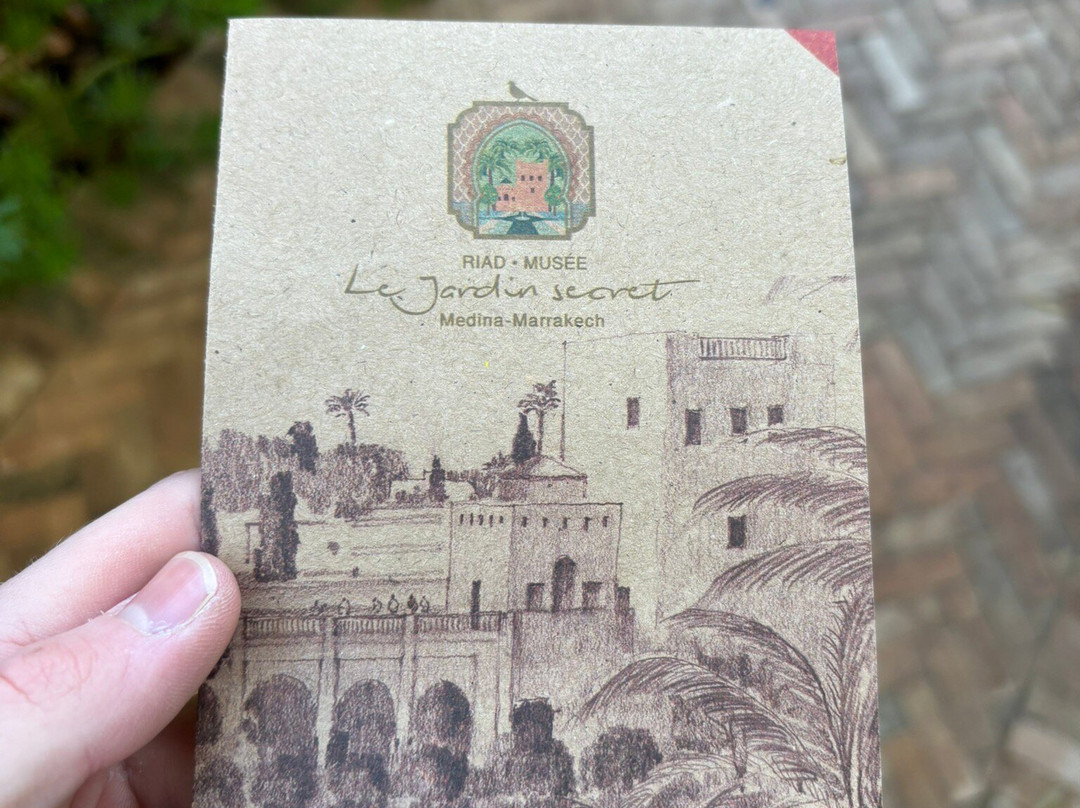 RIAD • MUSÉE
Le Jardin secret
Medina-Marrakech